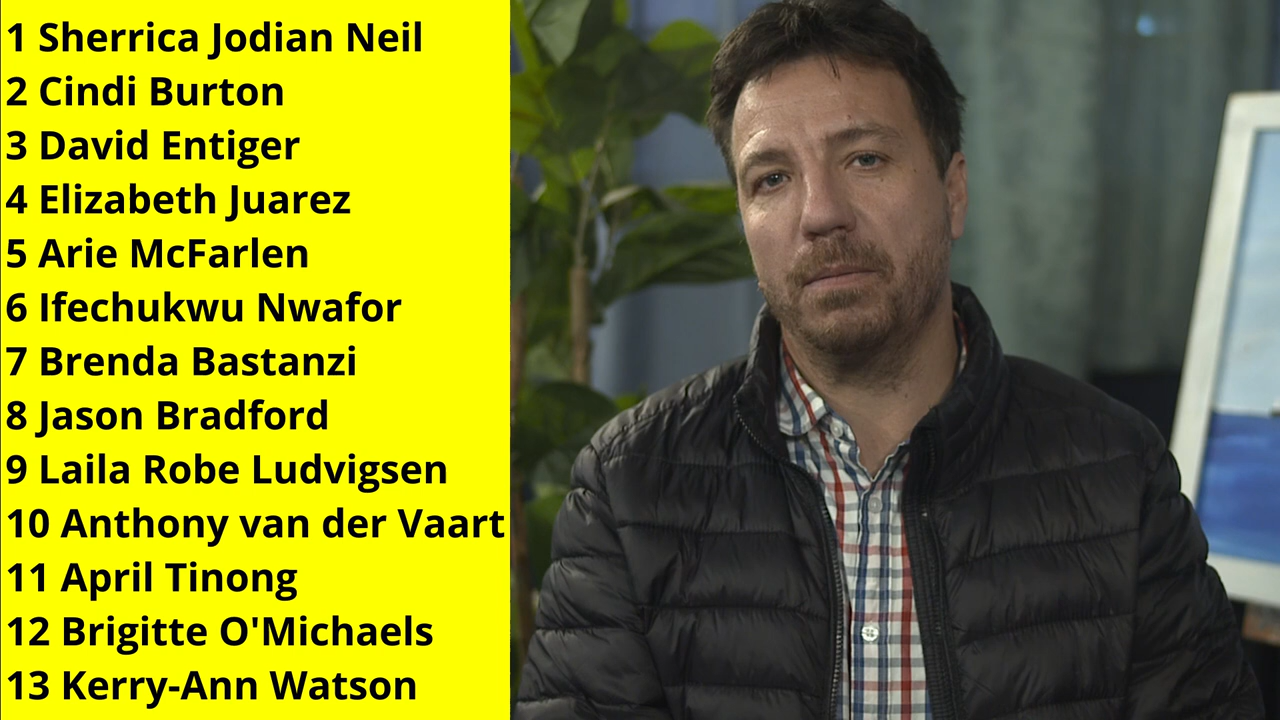 1 Sherrica Jodian Neil
2 Cindi Burton
3 David Entiger
4 Elizabeth Juarez
5 Arie McFarlen
6 Ifechukwu Nwafor
7 Brenda Bastanzi
8 Jason Bradford
9 Laila Robe Ludvigsen
10 Anthony van der Vaart
11 April Tinong
12 Brigitte O'Michaels
13 Kerry-Ann Watson